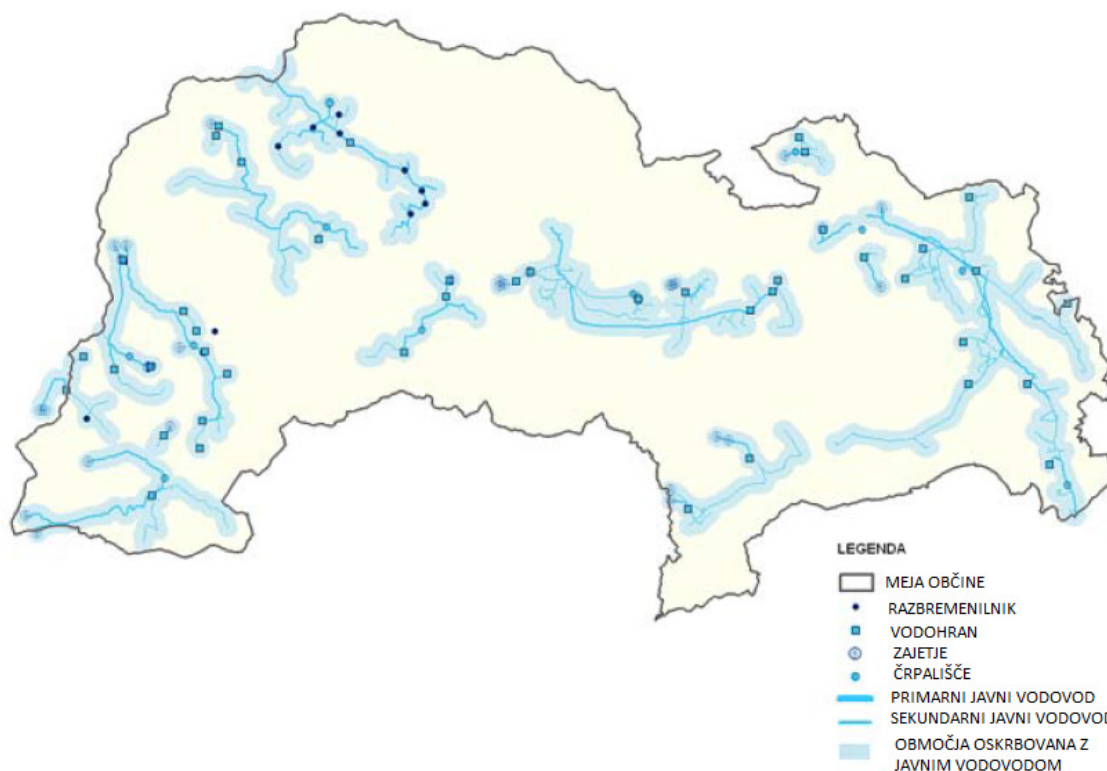 LEGENDA
MEJA OBČINE
RAZBREMENILNIK
VODOHRAN
ZAJETJE
ČRPALIŠČE
PRIMARNI JAVNI VODOVOD
SEKUNDARNI JAVNI VODOVOD
OBMOČJA OSKRBOVANA Z
JAVNIM VODOVODOM